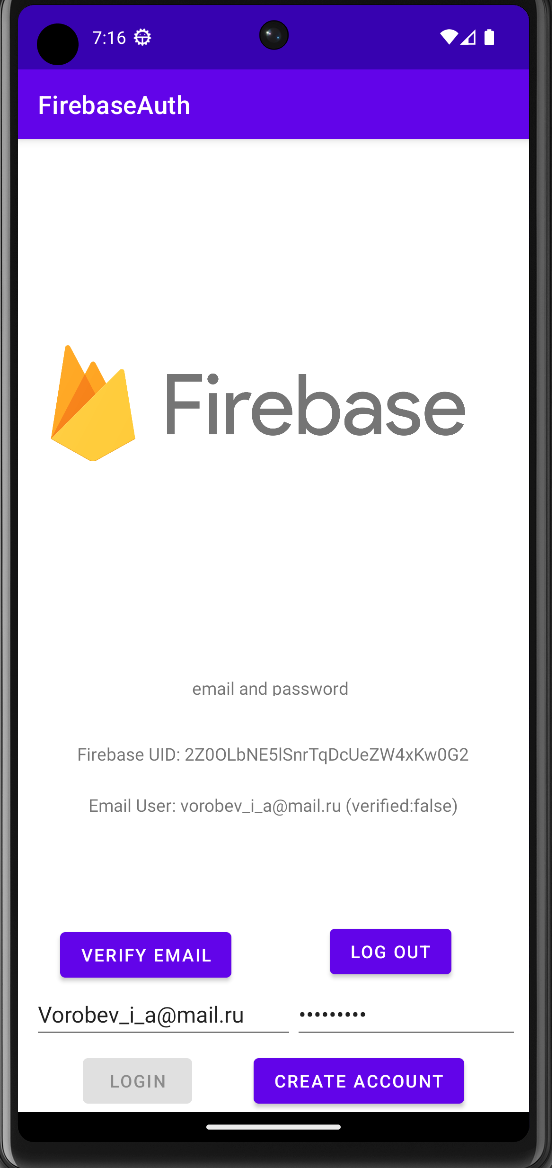 7:16
FirebaseAuth
Firebase
email and password
Firebase UID: 2Z0OLbNE5lSnrTqDcUeZW4xKw0G2
Email User: vorobev_i_a@mail.ru (verified:false)
VERIFY EMAIL
LOG OUT
Vorobev_i_a@mail.ru
•••••••••
LOGIN
CREATE ACCOUNT